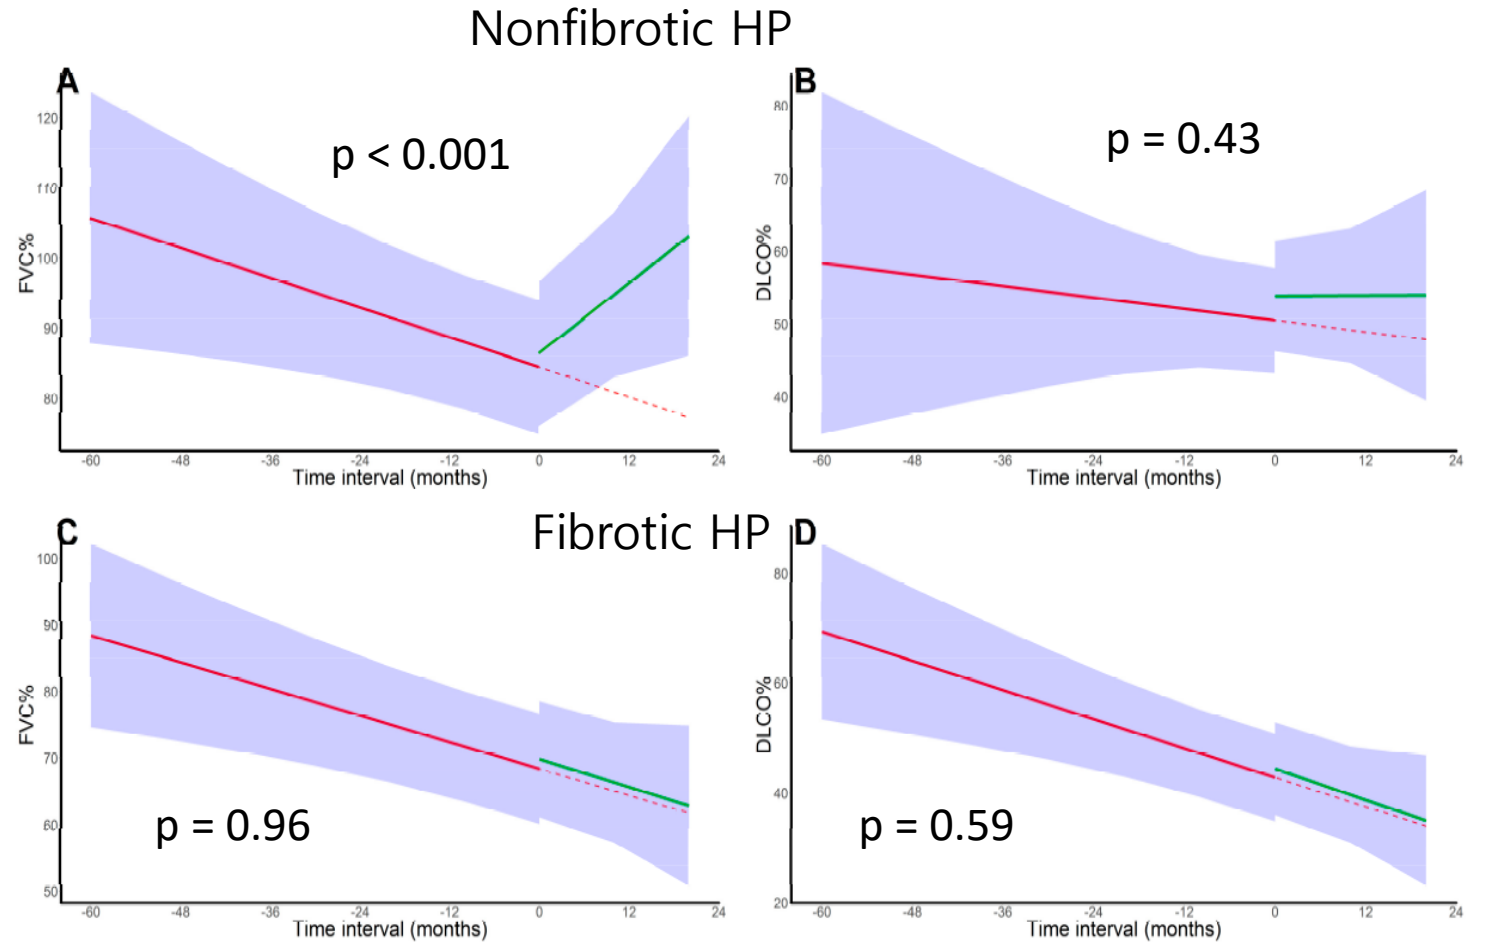 Nonfibrotic HP
A
120
110
100
90
80
FVC%
p < 0.001
-60 -48 -36 -24 -12 0 12 24
Time interval (months)
B
80
70
60
50
40
DLCO%
p = 0.43
-60 -48 -36 -24 -12 0 12 24
Time interval (months)
Fibrotic HP
C
100
90
80
70
60
50
FVC%
p = 0.96
-60 -48 -36 -24 -12 0 12 24
Time interval (months)
D
80
60
40
20
DLCO%
p = 0.59
-60 -48 -36 -24 -12 0 12 24
Time interval (months)